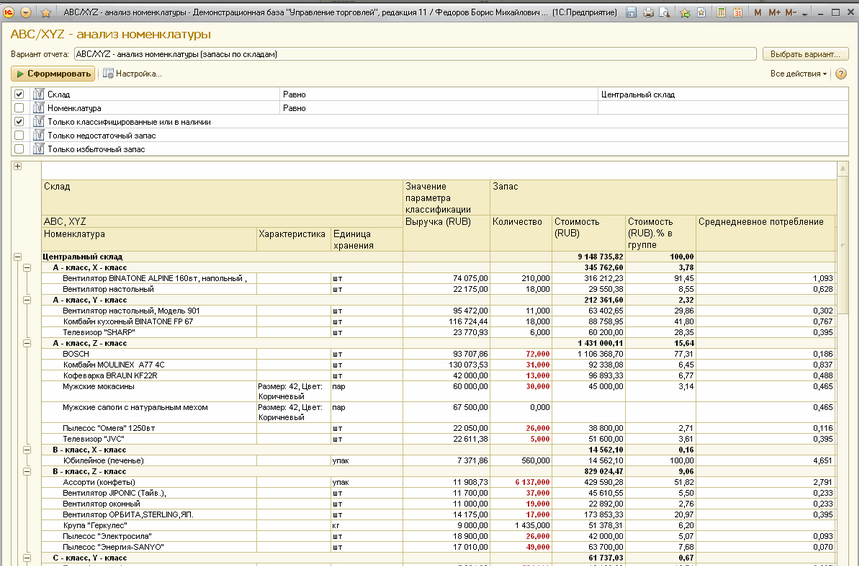 ABC/XYZ - анализ номенклатуры - Демонстрационная база "Управление торговлей", редакция 11 / Федоров Борис Михайлович ... (1С:Предприятие)
M M+ M-
ABC/XYZ - анализ номенклатуры
Вариант отчета: ABC/XYZ - анализ номенклатуры (запасы по складам) Выбрать вариант...
Сформировать Настройка... Все действия
Склад Равно Центральный склад
Номенклатура Равно
Только классифицированные или в наличии
Только недостаточный запас
Только избыточный запас
Склад Значение параметра классификации Запас
ABC, XYZ Выручка (RUB) Количество Стоимость (RUB) Стоимость (RUB).% в группе Среднедневное потребление
Номенклатура Характеристика Единица хранения
Центральный склад 9 148 735,82 100,00
A - класс, X - класс 345 762,60 3,78
Вентилятор BINATONE ALPINE 160вт, напольный , шт 74 075,00 210,000 316 212,23 91,45 1,093
Вентилятор настольный шт 22 175,00 18,000 29 550,38 8,55 0,628
A - класс, Y - класс 212 361,60 2,32
Вентилятор настольный, Модель 901 шт 95 472,00 11,000 63 402,65 29,86 0,302
Комбайн кухонный BINATONE FP 67 шт 116 724,44 18,000 88 758,95 41,80 0,767
Телевизор "SHARP" шт 23 770,93 6,000 60 200,00 28,35 0,395
A - класс, Z - класс 1 431 000,11 15,64
BOSCH шт 93 707,86 72,000 1 106 368,70 77,31 0,186
Комбайн MOULINEX A77 4C шт 130 073,53 31,000 92 338,08 6,45 0,837
Кофеварка BRAUN KF22R шт 42 000,00 13,000 96 893,33 6,77 0,488
Мужские мокасины Размер: 42, Цвет: Коричневый пар 60 000,00 30,000 45 000,00 3,14 0,465
Мужские сапоги с натуральным мехом Размер: 42, Цвет: Коричневый пар 67 500,00 0,000 0,465
Пылесос "Омега" 1250вт шт 22 050,00 26,000 38 800,00 2,71 0,116
Телевизор "JVC" шт 22 611,38 5,000 51 600,00 3,61 0,395
B - класс, X - класс 14 562,10 0,16
Юбилейное (печенье) упак 7 371,86 560,000 14 562,10 100,00 4,651
B - класс, Z - класс 829 024,47 9,06
Ассорти (конфеты) упак 11 908,73 6 137,000 429 590,28 51,82 2,791
Вентилятор JIPONIC (Тайв.), шт 11 700,00 37,000 45 610,55 5,50 0,233
Вентилятор оконный шт 11 000,00 19,000 22 892,00 2,76 0,233
Вентилятор ОРБИТА,STERLING,ЯП. шт 14 175,00 17,000 173 853,33 20,97 0,395
Крупа "Геркулес" кг 9 000,00 1 435,000 51 378,31 6,20
Пылесос "Электросила" шт 18 900,00 26,000 42 000,00 5,07 0,093
Пылесос "Энергия-SANYO" шт 17 010,00 49,000 63 700,00 7,68 0,070
C - класс, Y - класс 61 737,03 0,67